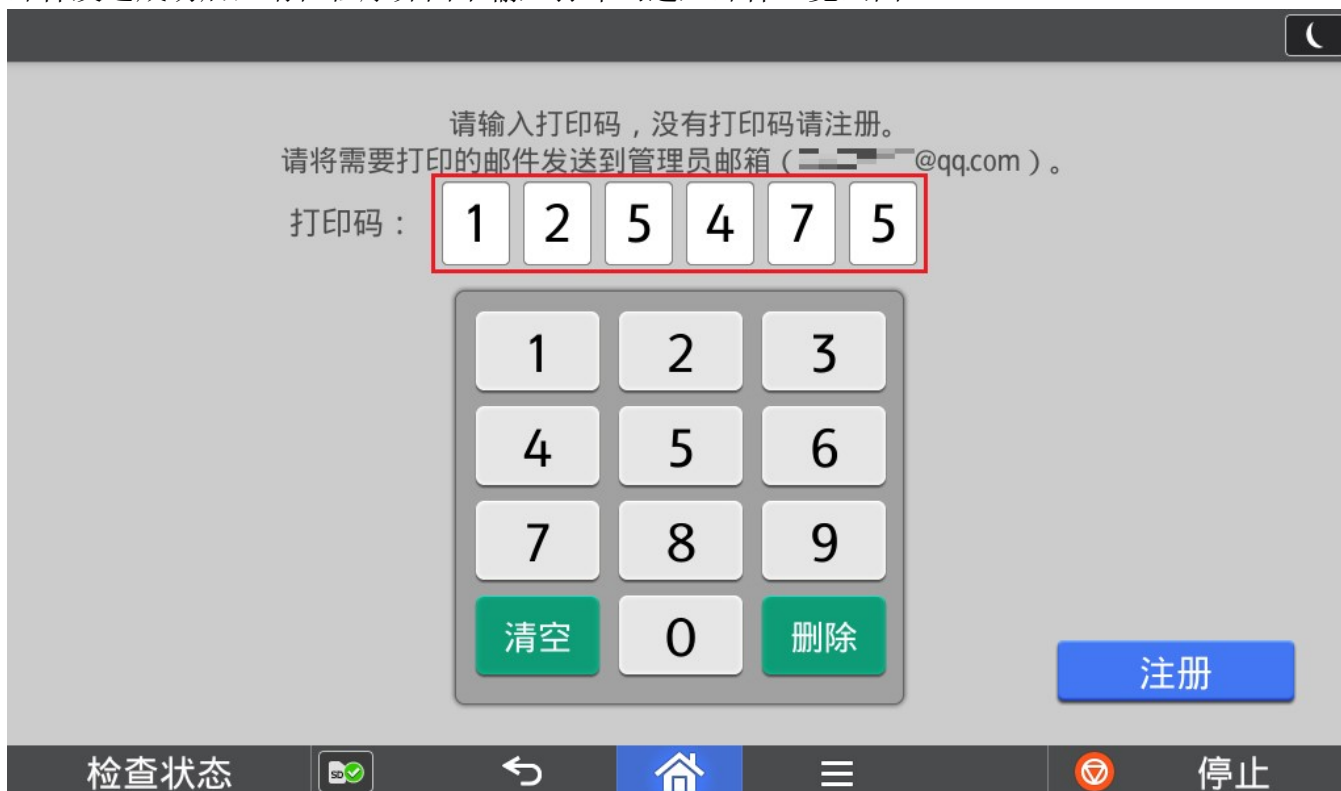 请输入打印码，没有打印码请注册。
请将需要打印的邮件发送到管理员邮箱（@qq.com）。
打印码： 1 2 5 4 7 5
1 2 3
4 5 6
7 8 9
清空 0 删除
注册
检查状态 SD 停止